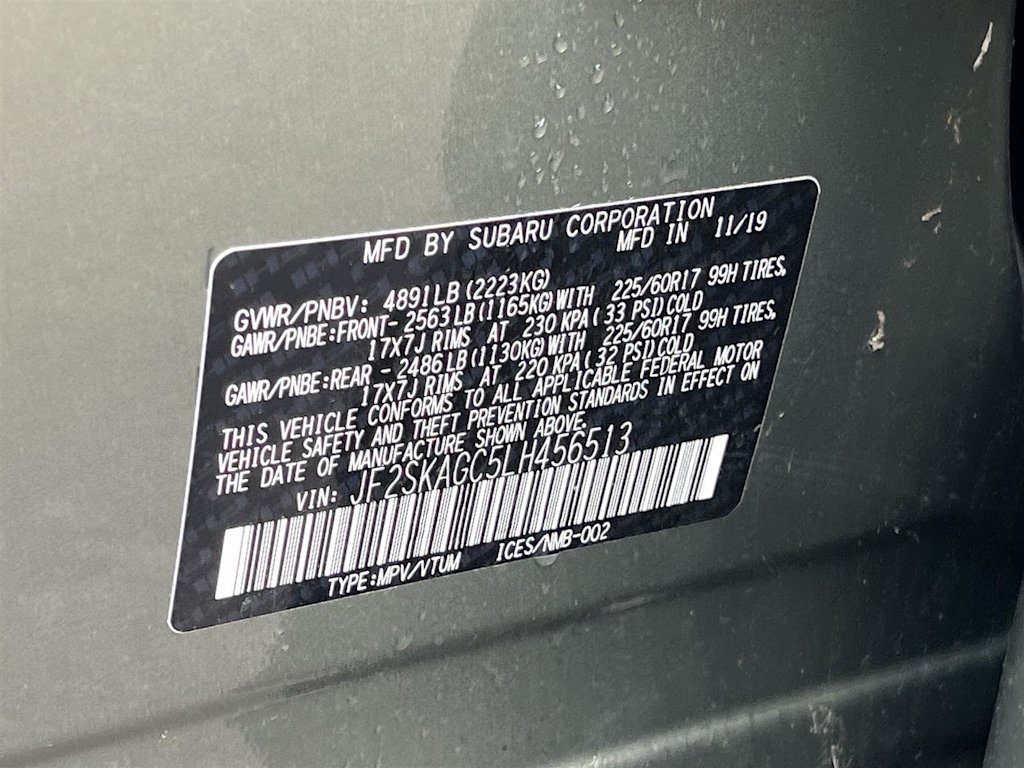 MFD BY SUBARU CORPORATION
MFD IN 11/19
GVWR/PNBV: 4891LB(2223KG)
GAWR/PNBE:FRONT- 2563LB(1165KG)WITH 225/60R17 99H TIRES,
17X7J RIMS AT 230 KPA( 33 PSI)COLD
GAWR/PNBE:REAR - 2486LB(1130KG)WITH 225/60R17 99H TIRES,
17X7J RIMS AT 220 KPA( 32 PSI)COLD
THIS VEHICLE CONFORMS TO ALL APPLICABLE FEDERAL MOTOR
VEHICLE SAFETY AND THEFT PREVENTION STANDARDS IN EFFECT ON
THE DATE OF MANUFACTURE SHOWN ABOVE.
VIN: JF2SKAGC5LH456513
TYPE:MPV/VTUM ICES/NMB-002